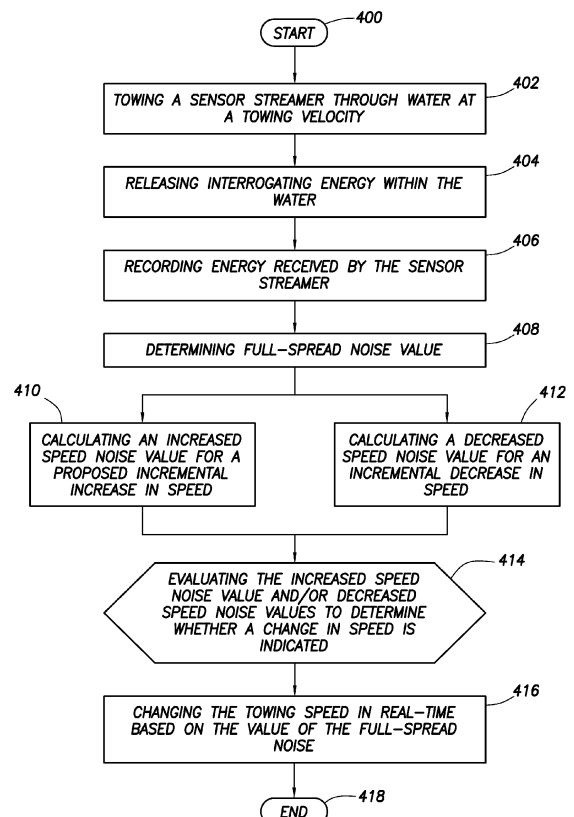 400
START
402
TOWING A SENSOR STREAMER THROUGH WATER AT
A TOWING VELOCITY
404
RELEASING INTERROGATING ENERGY WITHIN THE
WATER
406
RECORDING ENERGY RECEIVED BY THE SENSOR
STREAMER
408
DETERMINING FULL-SPREAD NOISE VALUE
410
CALCULATING AN INCREASED
SPEED NOISE VALUE FOR A
PROPOSED INCREMENTAL
INCREASE IN SPEED
412
CALCULATING A DECREASED
SPEED NOISE VALUE FOR AN
INCREMENTAL DECREASE IN
SPEED
414
EVALUATING THE INCREASED SPEED
NOISE VALUE AND/OR DECREASED
SPEED NOISE VALUES TO DETERMINE
WHETHER A CHANGE IN SPEED IS
INDICATED
416
CHANGING THE TOWING SPEED IN REAL-TIME
BASED ON THE VALUE OF THE FULL-SPREAD
NOISE
418
END